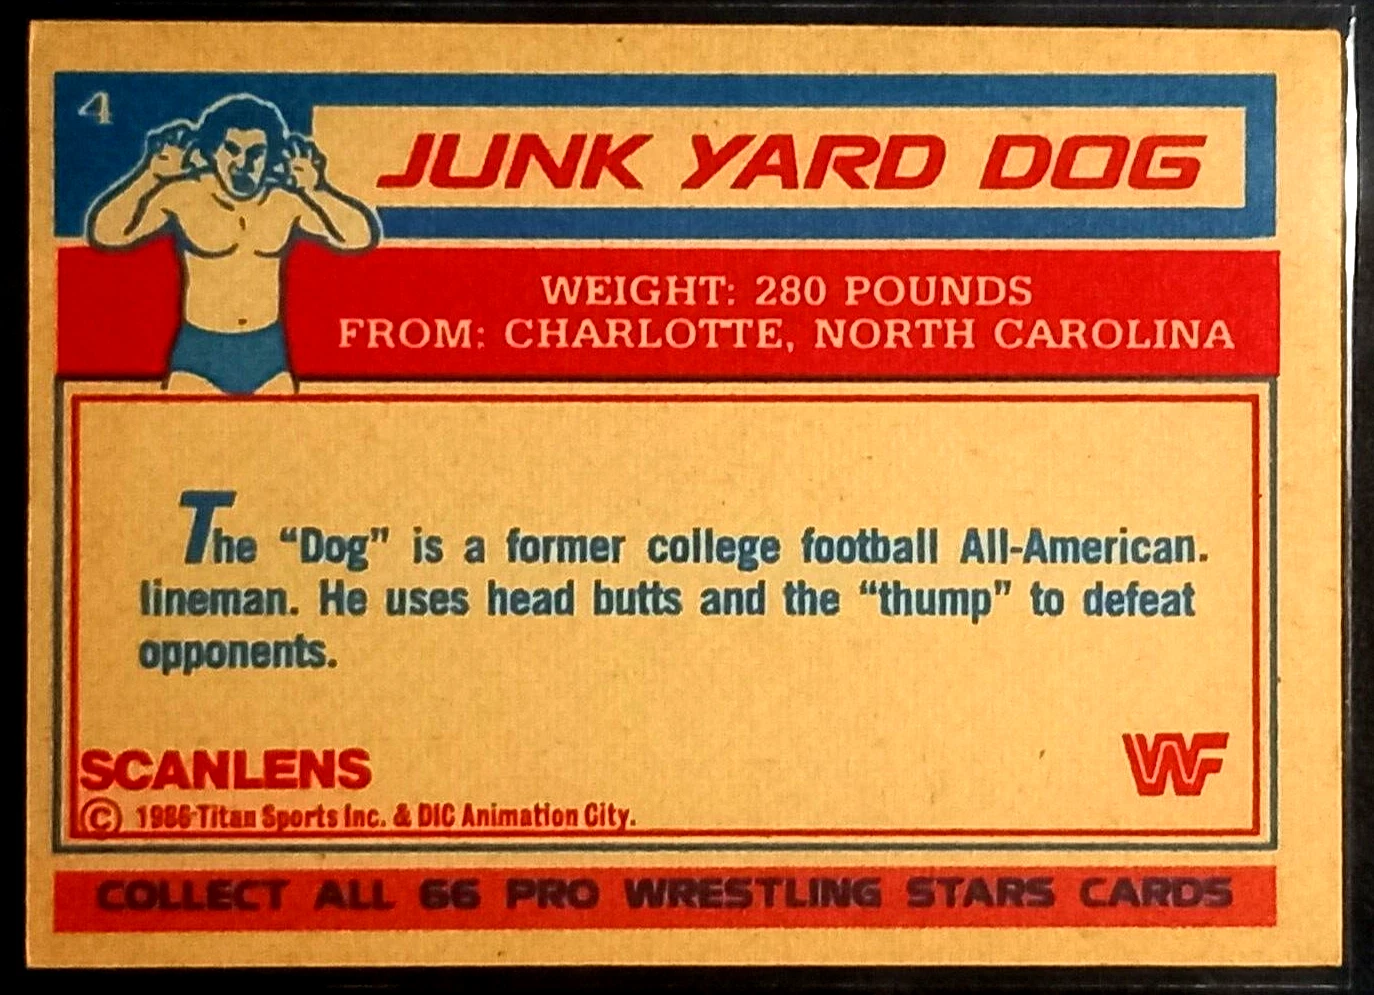 4
JUNK YARD DOG
WEIGHT: 280 POUNDS
FROM: CHARLOTTE, NORTH CAROLINA
The “Dog” is a former college football All-American.
lineman. He uses head butts and the “thump” to defeat
opponents.
SCANLENS
WF
© 1986 Titan Sports Inc. & DIC Animation City.
COLLECT ALL 66 PRO WRESTLING STARS CARDS